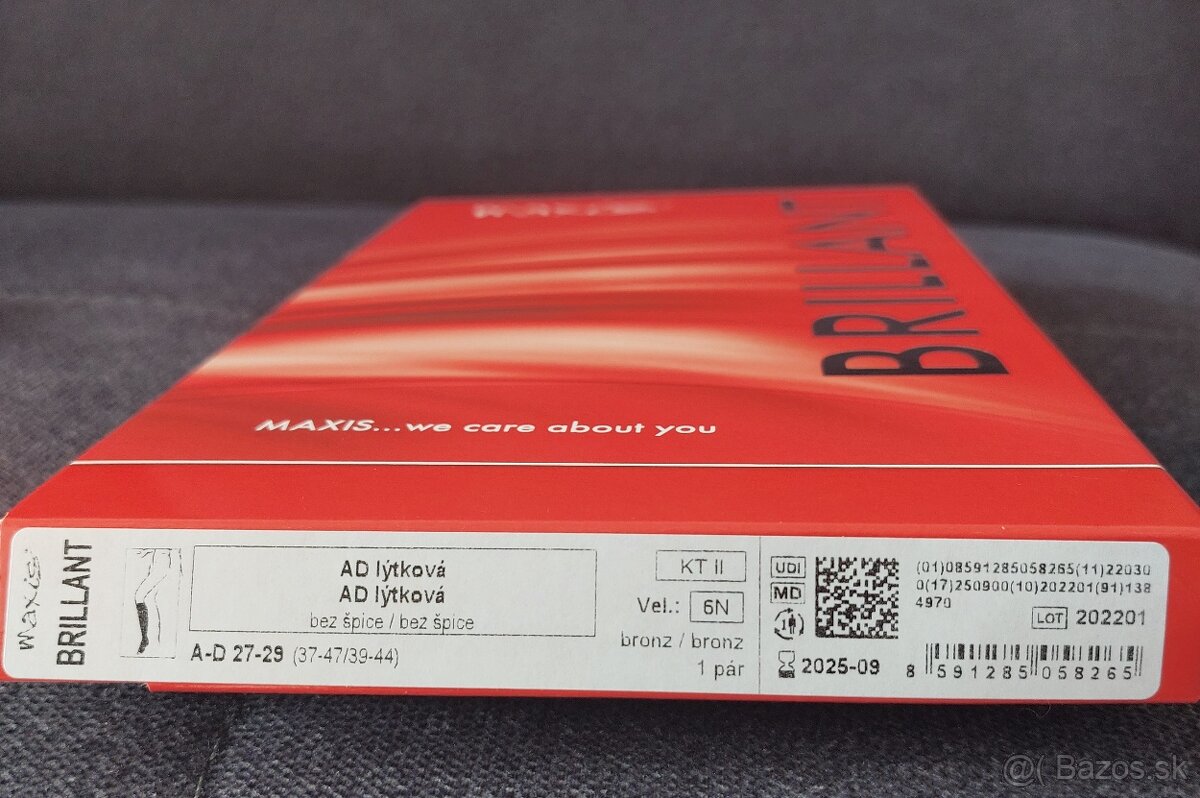 BRILLANT
MAXIS...we care about you
Maxis
BRILLANT
AD lýtková
AD lýtková
bez špice / bez špice
A-D 27-29 (37-47/39-44)
KT II
Vel.: 6N
bronz / bronz
1 pár
UDI
MD
2025-09
(01)08591285058265(11)22030
0(17)250900(10)202201(91)138
4970
LOT 202201
8 591285 058265
@( Bazos.sk